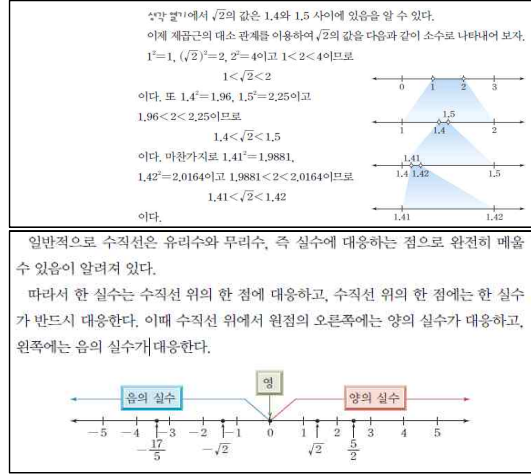 생각 열기에서 √2의 값은 1.4와 1.5 사이에 있음을 알 수 있다.
이제 제곱근의 대소 관계를 이용하여 √2의 값을 다음과 같이 소수로 나타내어 보자.
1²=1, (√2)²=2, 2²=4이고 1<2<4이므로
1<√2<2
이다. 또 1.4²=1.96, 1.5²=2.25이고
1.96<2<2.25이므로
1.4<√2<1.5
이다. 마찬가지로 1.41²=1.9881,
1.42²=2.0164이고 1.9881<2<2.0164이므로
1.41<√2<1.42
이다.
0 1 2 3
1.5
1 1.4 2
1.41
1.4 1.42 1.5
1.41 1.42
일반적으로 수직선은 유리수와 무리수, 즉 실수에 대응하는 점으로 완전히 메울
수 있음이 알려져 있다.
따라서 한 실수는 수직선 위의 한 점에 대응하고, 수직선 위의 한 점에는 한 실수
가 반드시 대응한다. 이때 수직선 위에서 원점의 오른쪽에는 양의 실수가 대응하고,
왼쪽에는 음의 실수가 대응한다.
음의 실수 영 양의 실수
-5 -4 -3 -2 -1 0 1 2 3 4 5
-17/5 -√2 √2 5/2